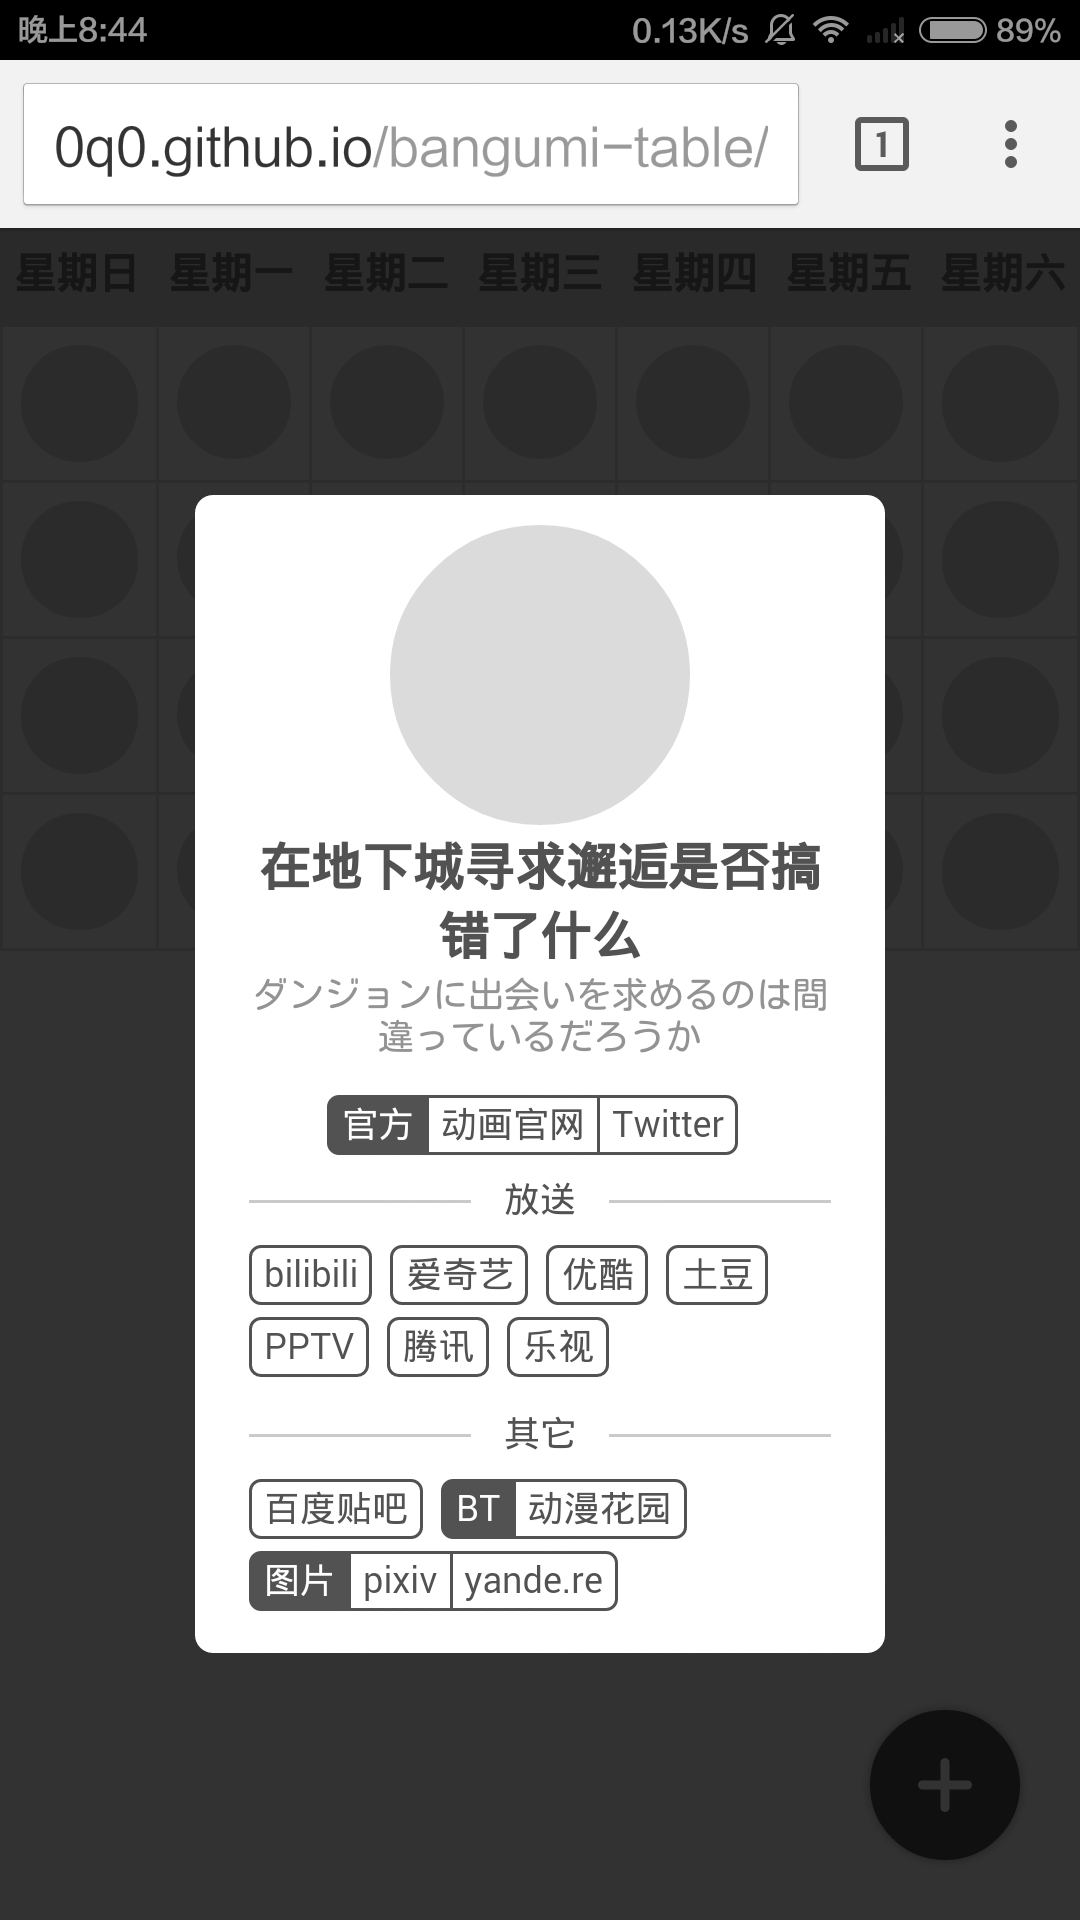 晚上8:44 0.13K/s 89%
0q0.github.io/bangumi-table/ 1
星期日 星期一 星期二 星期三 星期四 星期五 星期六
在地下城寻求邂逅是否搞
错了什么
ダンジョンに出会いを求めるのは間
違っているだろうか
官方 动画官网 Twitter
放送
bilibili 爱奇艺 优酷 土豆
PPTV 腾讯 乐视
其它
百度贴吧 BT 动漫花园
图片 pixiv yande.re